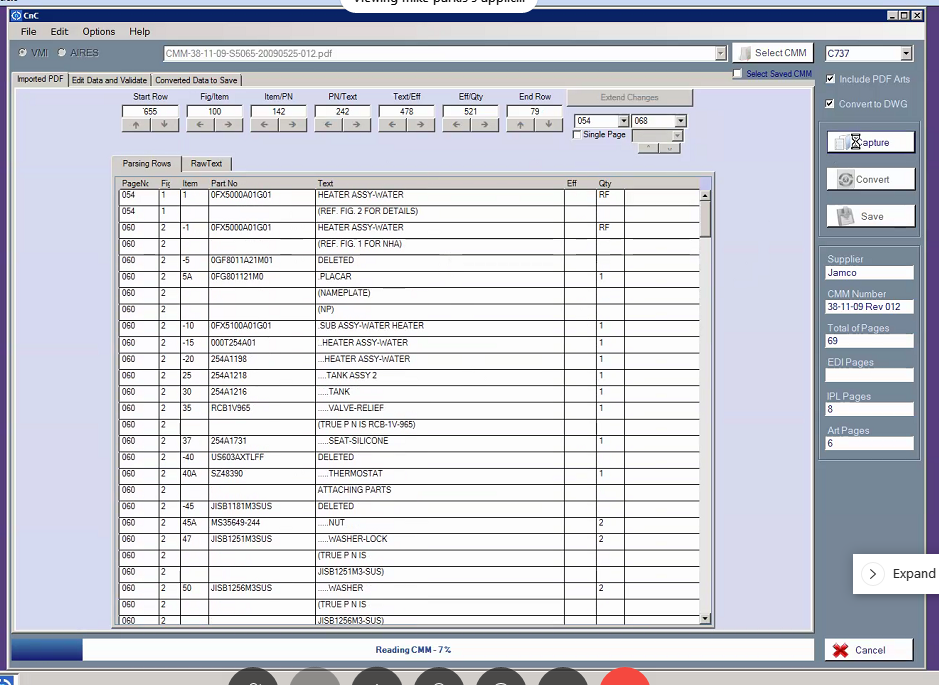 CnC
File Edit Options Help
VMI AIRES CMM-38-11-09-S5065-20090525-012.pdf Select CMM C737
Select Saved CMM
Imported PDF Edit Data and Validate Converted Data to Save
Include PDF Arts
Convert to DWG
Start Row Fig/Item Item/PN PN/Text Text/Eff Eff/Qty End Row Extend Changes
655 100 142 242 478 521 79
054 068
Single Page
Capture
Convert
Save
Parsing Rows RawText
Fig Item Part No Text Eff Qty
054 1 1 0FX5000A01G01 HEATER ASSY-WATER RF
054 1 (REF. FIG. 2 FOR DETAILS)
060 2 -1 0FX5000A01G01 HEATER ASSY-WATER RF
060 2 (REF. FIG. 1 FOR NHA)
060 2 -5 0GF8011A21M01 DELETED
060 2 5A 0FG801121M0 .PLACAR 1
060 2 (NAMEPLATE)
060 2 (NP)
060 2 -10 0FX5100A01G01 .SUB ASSY-WATER HEATER 1
060 2 -15 000T254A01 ..HEATER ASSY-WATER 1
060 2 -20 254A1198 ...HEATER ASSY-WATER 1
060 2 25 254A1218 ....TANK ASSY 2 1
060 2 30 254A1216 .....TANK 1
060 2 35 RCB1V965 .....VALVE-RELIEF 1
060 2 (TRUE P N IS RCB-1V-965)
060 2 37 254A1731 .....SEAT-SILICONE 1
060 2 -40 US603AXTLFF DELETED
060 2 40A SZ48390 ....THERMOSTAT 1
060 2 ATTACHING PARTS
060 2 -45 JISB1181M3SUS DELETED
060 2 45A MS35649-244 .....NUT 2
060 2 47 JISB1251M3SUS .....WASHER-LOCK 2
060 2 (TRUE P N IS
060 2 JISB1251M3-SUS)
060 2 50 JISB1256M3SUS .....WASHER 2
060 2 (TRUE P N IS
060 2 JISB1256M3-SUS)
Supplier
Jamco
CMM Number
38-11-09 Rev 012
Total of Pages
69
EDI Pages
IPL Pages
8
Art Pages
6
Expand
Reading CMM - 7%
Cancel